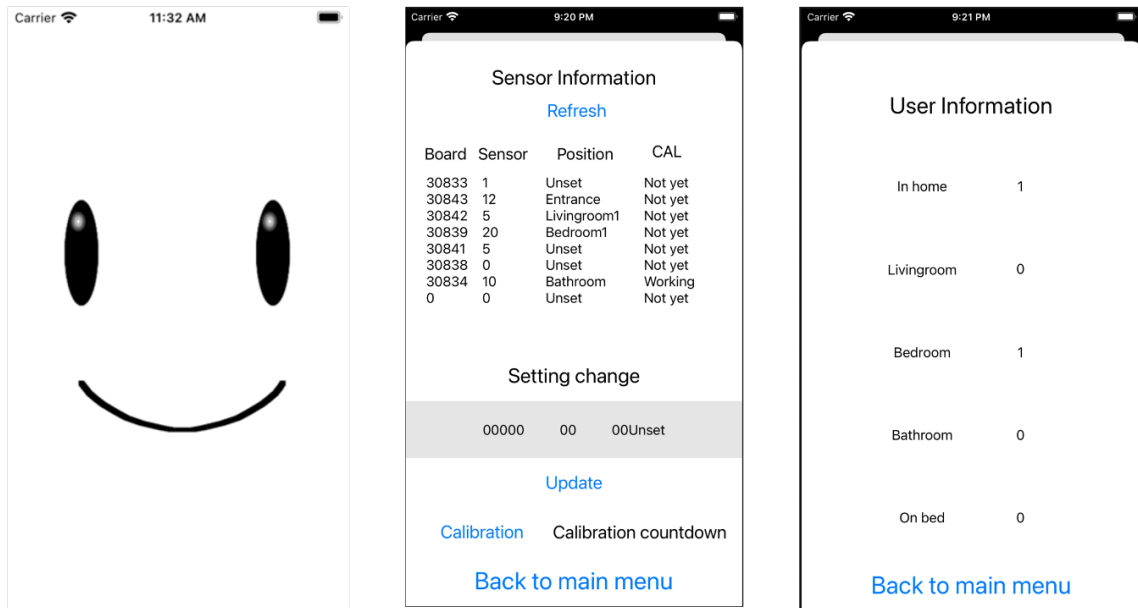 Carrier 11:32 AM
Carrier 9:20 PM
Sensor Information
Refresh
Board Sensor Position CAL
30833 1 Unset Not yet
30843 12 Entrance Not yet
30842 5 Livingroom1 Not yet
30839 20 Bedroom1 Not yet
30841 5 Unset Not yet
30838 0 Unset Not yet
30834 10 Bathroom Working
0 0 Unset Not yet
Setting change
00000 00 00Unset
Update
Calibration Calibration countdown
Back to main menu
Carrier 9:21 PM
User Information
In home 1
Livingroom 0
Bedroom 1
Bathroom 0
On bed 0
Back to main menu